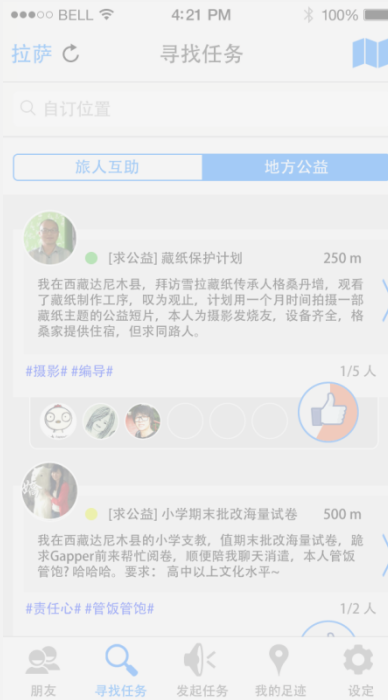 BELL 4:21 PM 100%
拉萨 寻找任务
自订位置
旅人互助 地方公益
[求公益] 藏纸保护计划 250 m
我在西藏达尼木县，拜访雪拉藏纸传承人格桑丹增，观看
了藏纸制作工序，叹为观止，计划用一个月时间拍摄一部
藏纸主题的公益短片，本人为摄影发烧友，设备齐全，格
桑家提供住宿，但求同路人。
#摄影# #编导# 1/5 人
[求公益] 小学期末批改海量试卷 500 m
我在西藏达尼木县的小学支教，值期末批改海量试卷，跪
求Gapper前来帮忙阅卷，顺便陪我聊天消遣，本人管饭
管饱? 哈哈哈。要求： 高中以上文化水平~
#责任心# #管饭管饱# 1/2 人
朋友 寻找任务 发起任务 我的足迹 设定